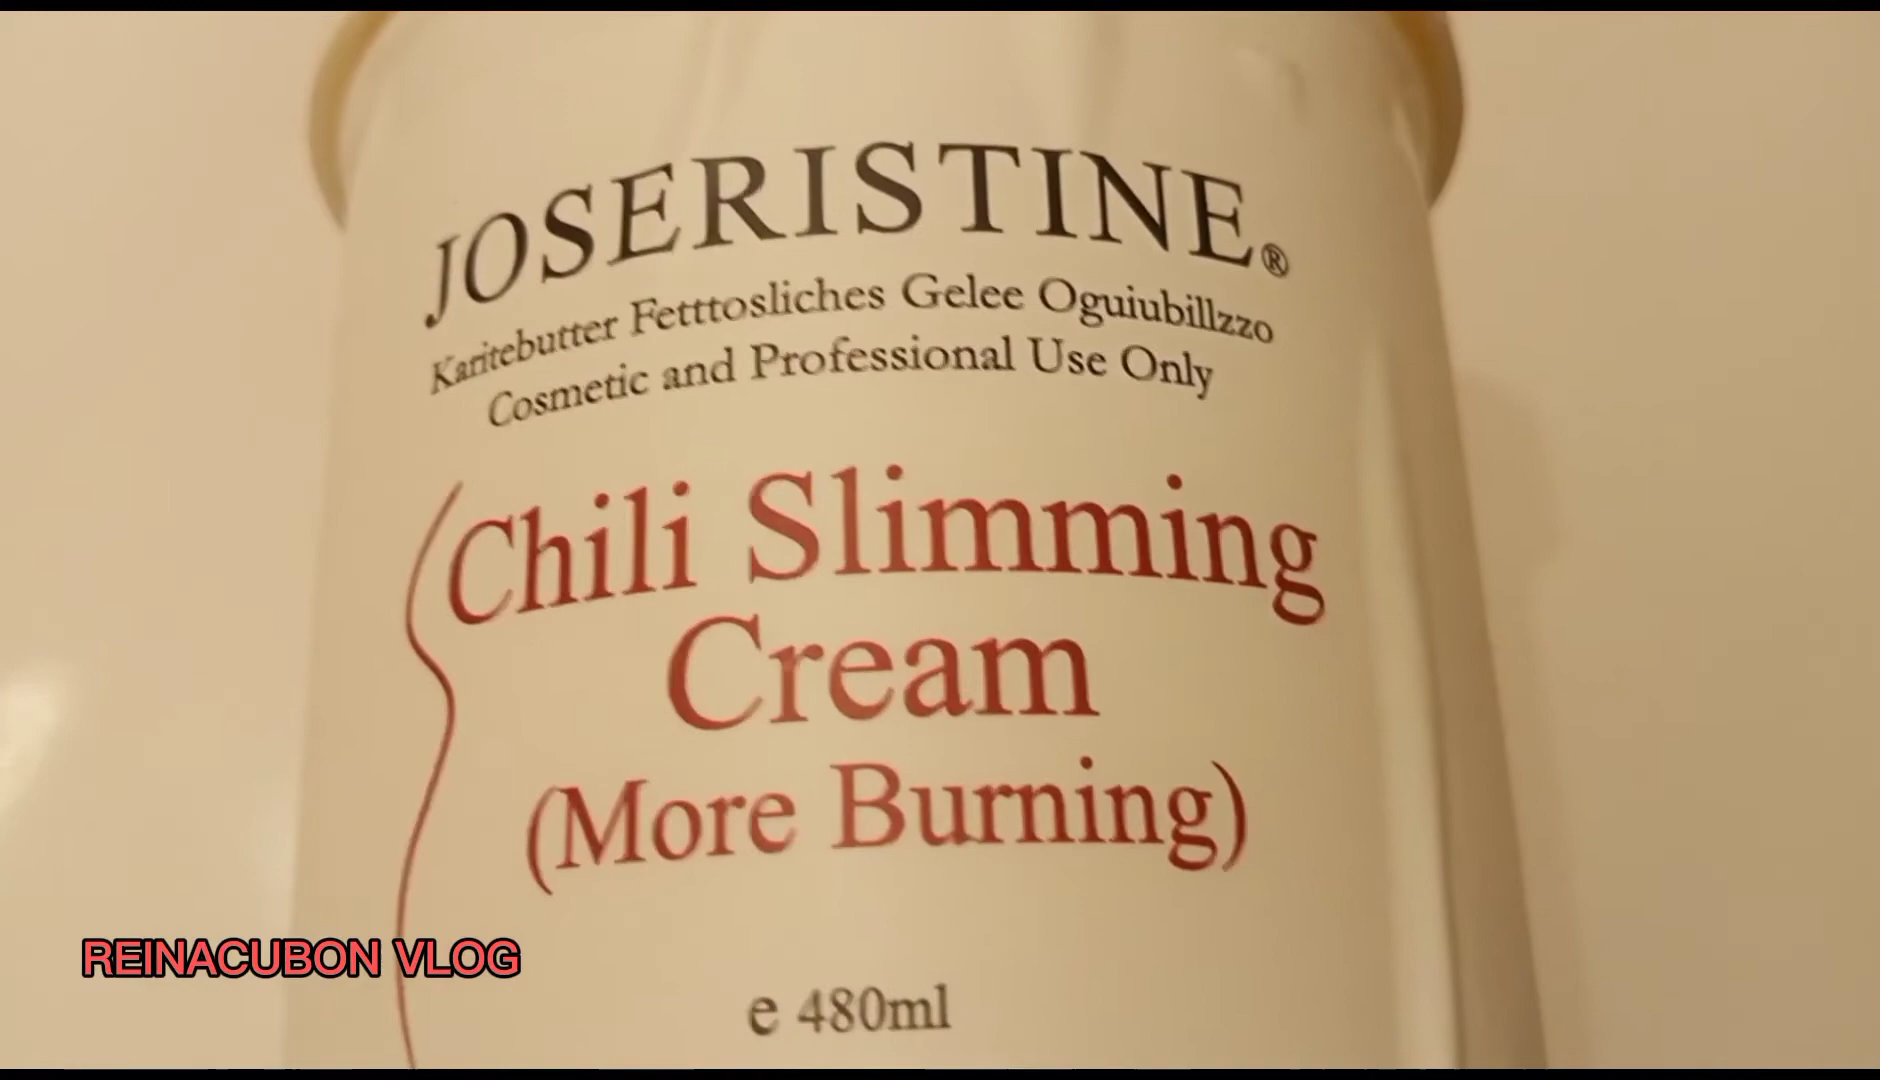 JOSERISTINE®
Karitebutter Fetttosliches Gelee Oguiubillzzo
Cosmetic and Professional Use Only
Chili Slimming
Cream
(More Burning)
REINACUBON VLOG
e 480ml